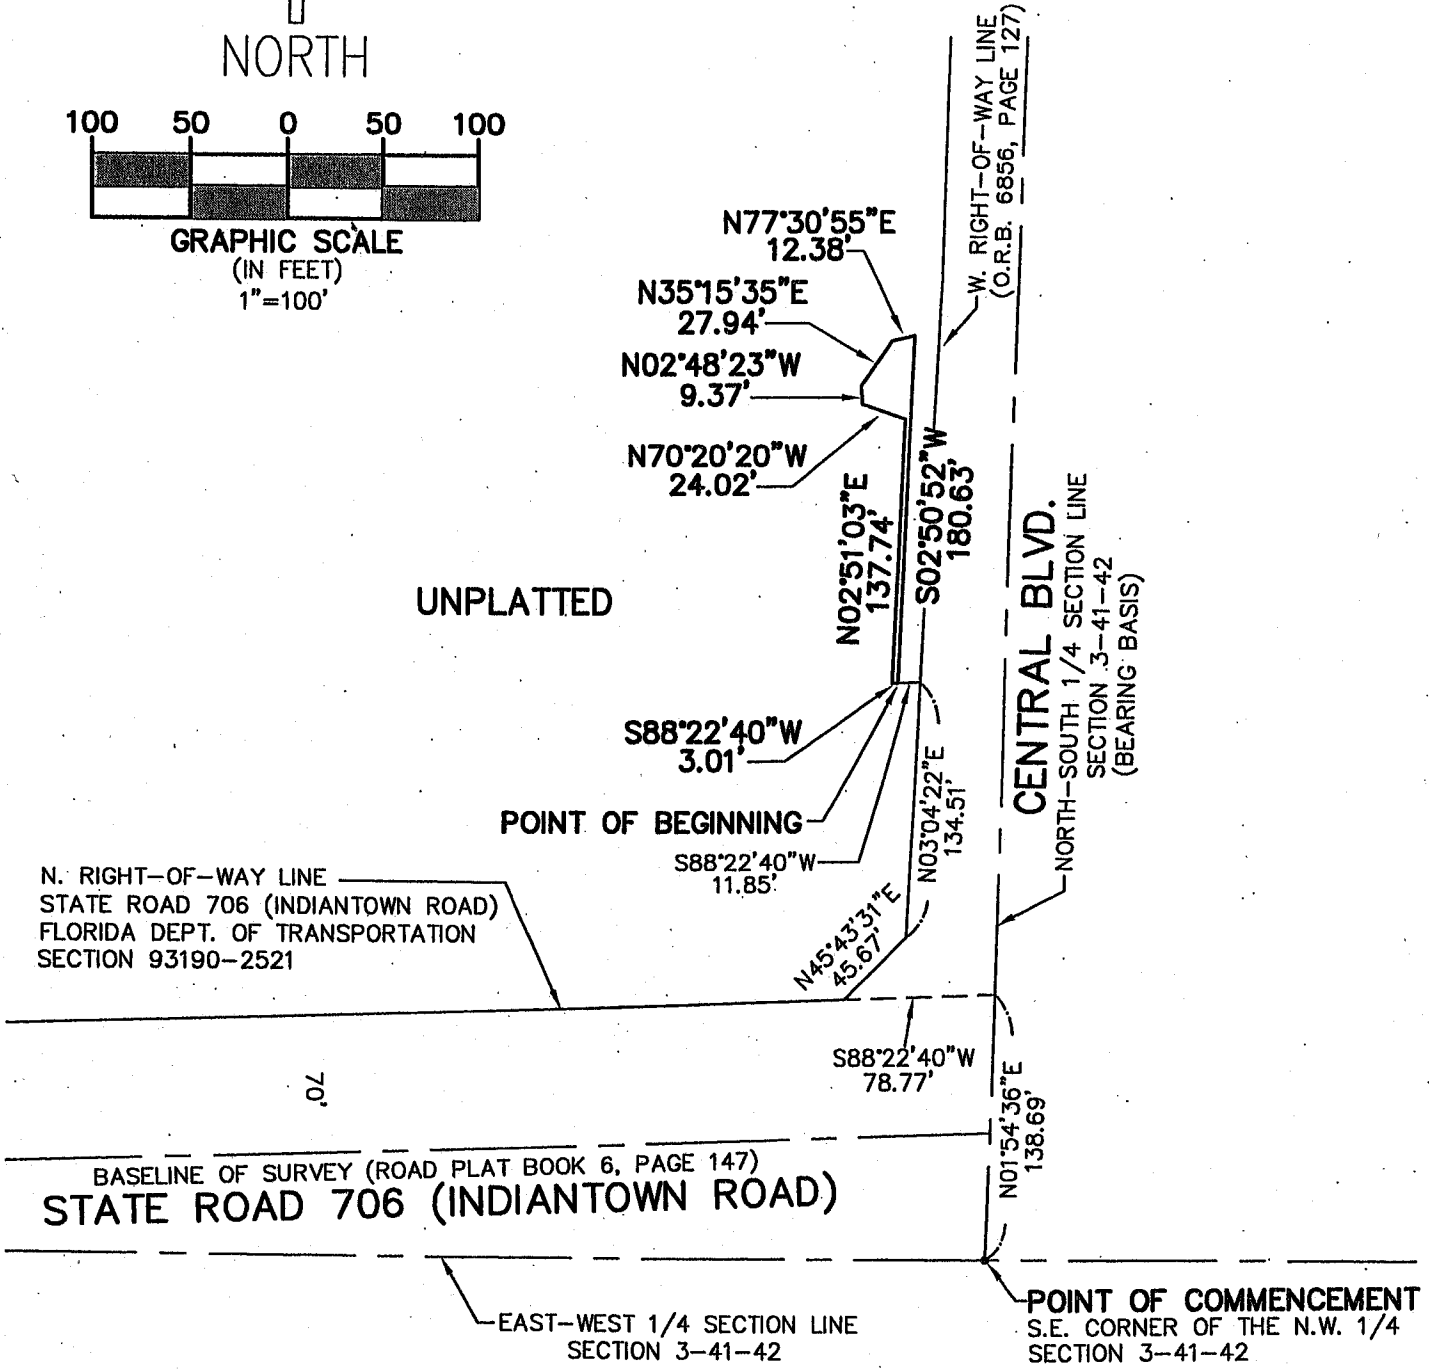 NORTH
100 50 0 50 100
GRAPHIC SCALE
(IN FEET)
1"=100'
W. RIGHT-OF-WAY LINE
(O.R.B. 6856, PAGE 127)
N77°30'55"E
12.38'
N35°15'35"E
27.94'
N02°48'23"W
9.37'
N70°20'20"W
24.02'
N02°51'03"E
137.74'
S02°50'52"W
180.63'
UNPLATTED
CENTRAL BLVD.
NORTH-SOUTH 1/4 SECTION LINE
SECTION 3-41-42
(BEARING BASIS)
S88°22'40"W
3.01'
POINT OF BEGINNING
S88°22'40"W
11.85'
N03°04'22"E
134.51'
N45°43'31"E
45.67'
N. RIGHT-OF-WAY LINE
STATE ROAD 706 (INDIANTOWN ROAD)
FLORIDA DEPT. OF TRANSPORTATION
SECTION 93190-2521
S88°22'40"W
78.77'
70'
N01°54'36"E
138.69'
BASELINE OF SURVEY (ROAD PLAT BOOK 6, PAGE 147)
STATE ROAD 706 (INDIANTOWN ROAD)
EAST-WEST 1/4 SECTION LINE
SECTION 3-41-42
POINT OF COMMENCEMENT
S.E. CORNER OF THE N.W. 1/4
SECTION 3-41-42